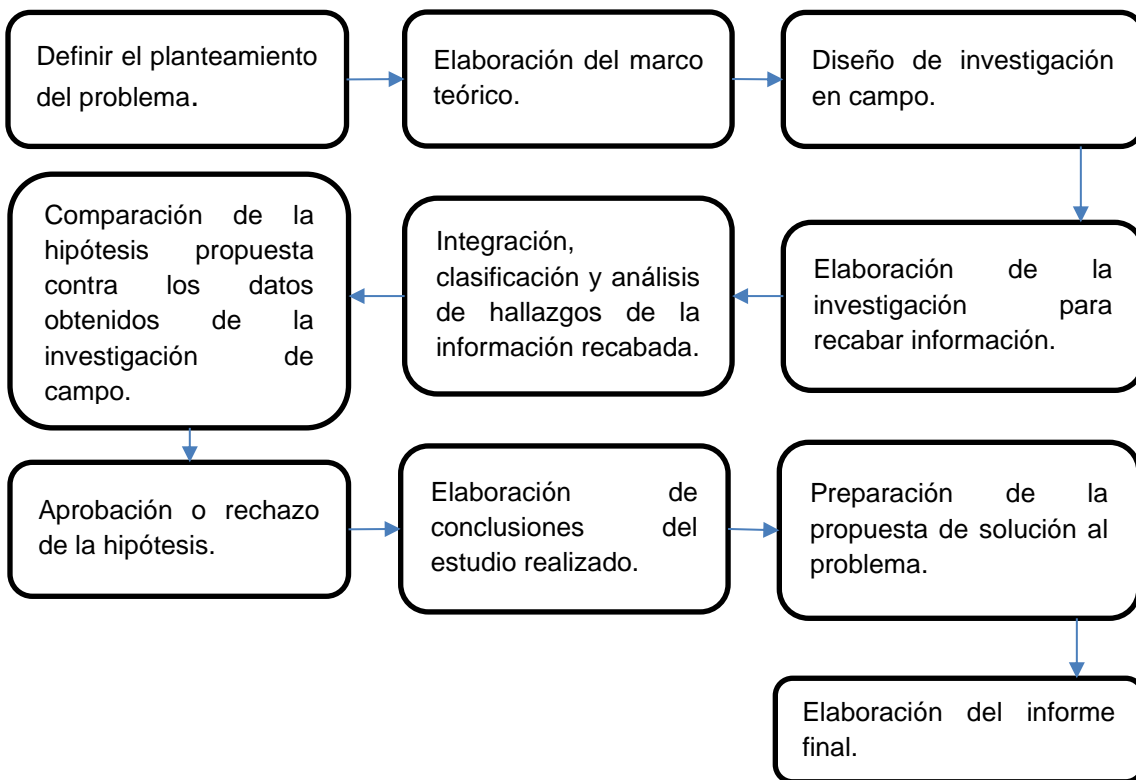 Definir el planteamiento
del problema.
Elaboración del marco
teórico.
Diseño de investigación
en campo.
Elaboración de la
investigación para
recabar información.
Integración,
clasificación y análisis
de hallazgos de la
información recabada.
Comparación de la
hipótesis propuesta
contra los datos
obtenidos de la
investigación de
campo.
Aprobación o rechazo
de la hipótesis.
Elaboración de
conclusiones del
estudio realizado.
Preparación de la
propuesta de solución al
problema.
Elaboración del informe
final.